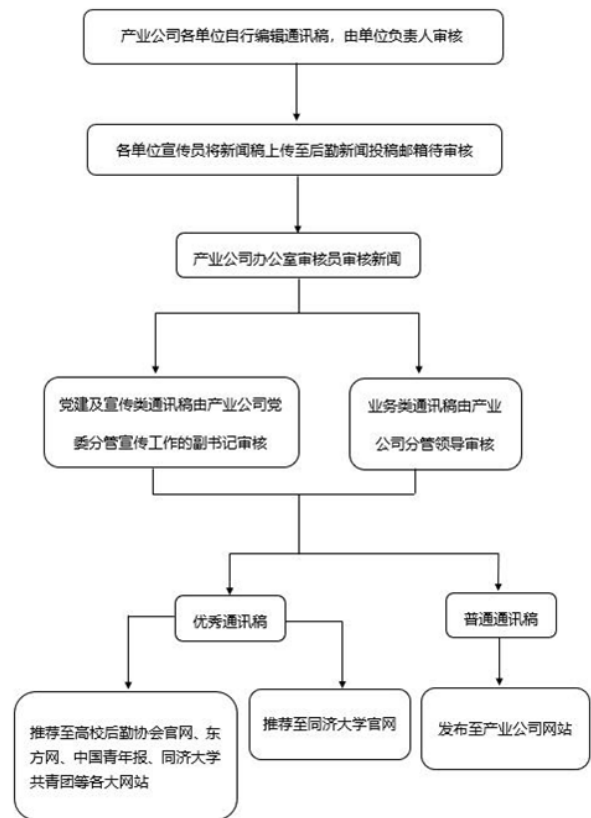 产业公司各单位自行编辑通讯稿，由单位负责人审核
各单位宣传员将新闻稿上传至后勤新闻投稿邮箱待审核
产业公司办公室审核员审核新闻
党建及宣传类通讯稿由产业公司党
委分管宣传工作的副书记审核
业务类通讯稿由产业
公司分管领导审核
优秀通讯稿
普通通讯稿
推荐至高校后勤协会官网、东
方网、中国青年报、同济大学
共青团等各大网站
推荐至同济大学官网
发布至产业公司网站